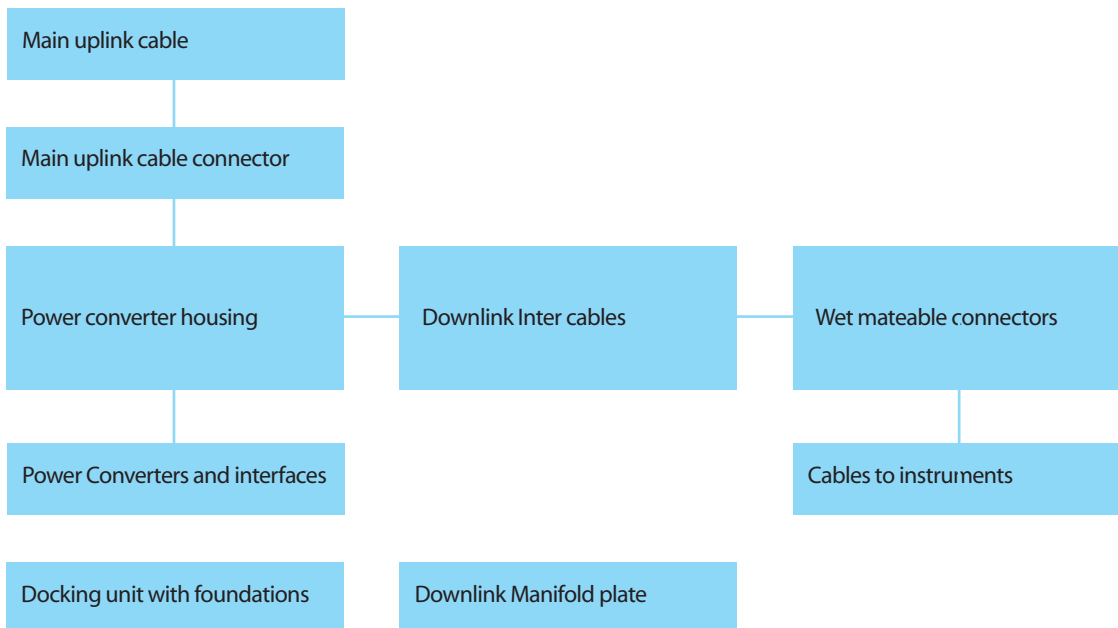 Main uplink cable
Main uplink cable connector
Power converter housing
Downlink Inter cables
Wet mateable connectors
Power Converters and interfaces
Cables to instruments
Docking unit with foundations
Downlink Manifold plate